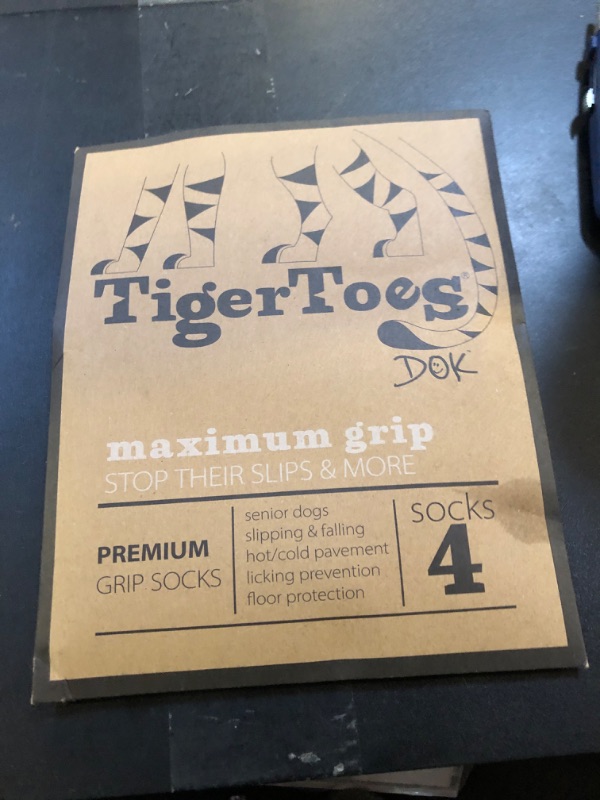 TigerToes®
DOK™
maximum grip
STOP THEIR SLIPS & MORE
PREMIUM
GRIP SOCKS
senior dogs
slipping & falling
hot/cold pavement
licking prevention
floor protection
SOCKS
4